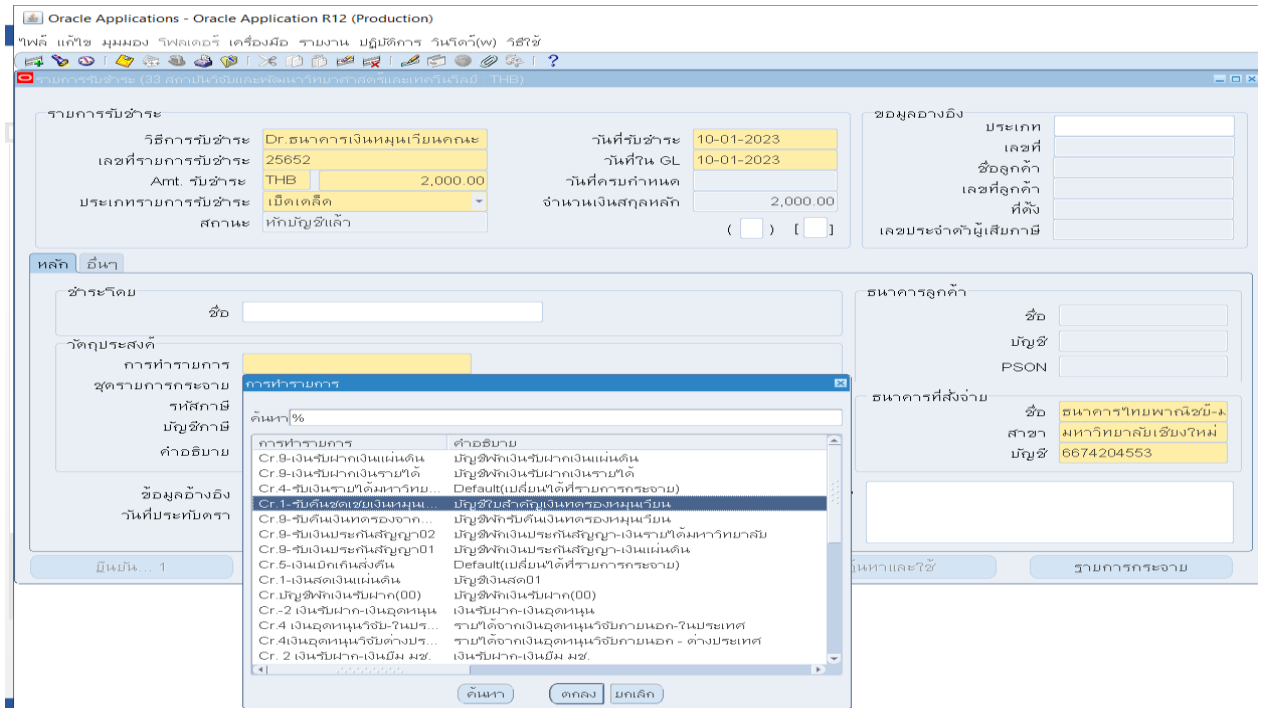 Oracle Applications - Oracle Application R12 (Production)
ไฟล์ แก้ไข มุมมอง โฟลเดอร์ เครื่องมือ รายงาน ปฏิบัติการ วินโดว์(w) วิธีใช้
รายการรับชำระ (33 สถาบันวิจัยและพัฒนาวิทยาศาสตร์และเทคโนโลยี THB)
รายการรับชำระ
วิธีการรับชำระ Dr.ธนาคารเงินหมุนเวียนคณะ
เลขที่รายการรับชำระ 25652
Amt. รับชำระ THB 2,000.00
ประเภทรายการรับชำระ เบ็ดเตล็ด
สถานะ หักบัญชีแล้ว
วันที่รับชำระ 10-01-2023
วันที่ใน GL 10-01-2023
วันที่ครบกำหนด
จำนวนเงินสกุลหลัก 2,000.00
( ) [ ]
ข้อมูลอ้างอิง
ประเภท
เลขที่
ชื่อลูกค้า
เลขที่ลูกค้า
ที่ตั้ง
เลขประจำตัวผู้เสียภาษี
หลัก อื่นๆ
ชำระโดย
ชื่อ
วัตถุประสงค์
การทำรายการ
ชุดรายการกระจาย
รหัสภาษี
บัญชีภาษี
คำอธิบาย
ข้อมูลอ้างอิง
วันที่ประทับตรา
ธนาคารลูกค้า
ชื่อ
บัญชี
PSON
ธนาคารที่สั่งจ่าย
ชื่อ ธนาคารไทยพาณิชย์-ม
สาขา มหาวิทยาลัยเชียงใหม่
บัญชี 6674204553
ยืนยัน... 1
ค้นหาและใช้
รายการกระจาย
การทำรายการ
ค้นหา %
การทำรายการ คำอธิบาย
Cr.9-เงินรับฝากเงินแผ่นดิน บัญชีพักเงินรับฝากเงินแผ่นดิน
Cr.9-เงินรับฝากเงินรายได้ บัญชีพักเงินรับฝากเงินรายได้
Cr.4-รับเงินรายได้มหาวิทย... Default(เปลี่ยนได้ที่รายการกระจาย)
Cr.1-รับคืนชดเชยเงินหมุนเ... บัญชีใบสำคัญเงินทดรองหมุนเวียน
Cr.9-รับคืนเงินทดรองจาก... บัญชีพักรับคืนเงินทดรองหมุนเวียน
Cr.9-รับเงินประกันสัญญา02 บัญชีพักเงินประกันสัญญา-เงินรายได้มหาวิทยาลัย
Cr.9-รับเงินประกันสัญญา01 บัญชีพักเงินประกันสัญญา-เงินแผ่นดิน
Cr.5-เงินเบิกเกินส่งคืน Default(เปลี่ยนได้ที่รายการกระจาย)
Cr.1-เงินสดเงินแผ่นดิน บัญชีเงินสด01
Cr.บัญชีพักเงินรับฝาก(00) บัญชีพักเงินรับฝาก(00)
Cr.-2 เงินรับฝาก-เงินอุดหนุน เงินรับฝาก-เงินอุดหนุน
Cr.4 เงินอุดหนุนวิจัย-ในปร... รายได้จากเงินอุดหนุนวิจัยภายนอก-ในประเทศ
Cr.4เงินอุดหนุนวิจัยต่างปร... รายได้จากเงินอุดหนุนวิจัยภายนอก - ต่างประเทศ
Cr. 2 เงินรับฝาก-เงินยืม มช. เงินรับฝาก-เงินยืม มช.
ค้นหา ตกลง ยกเลิก